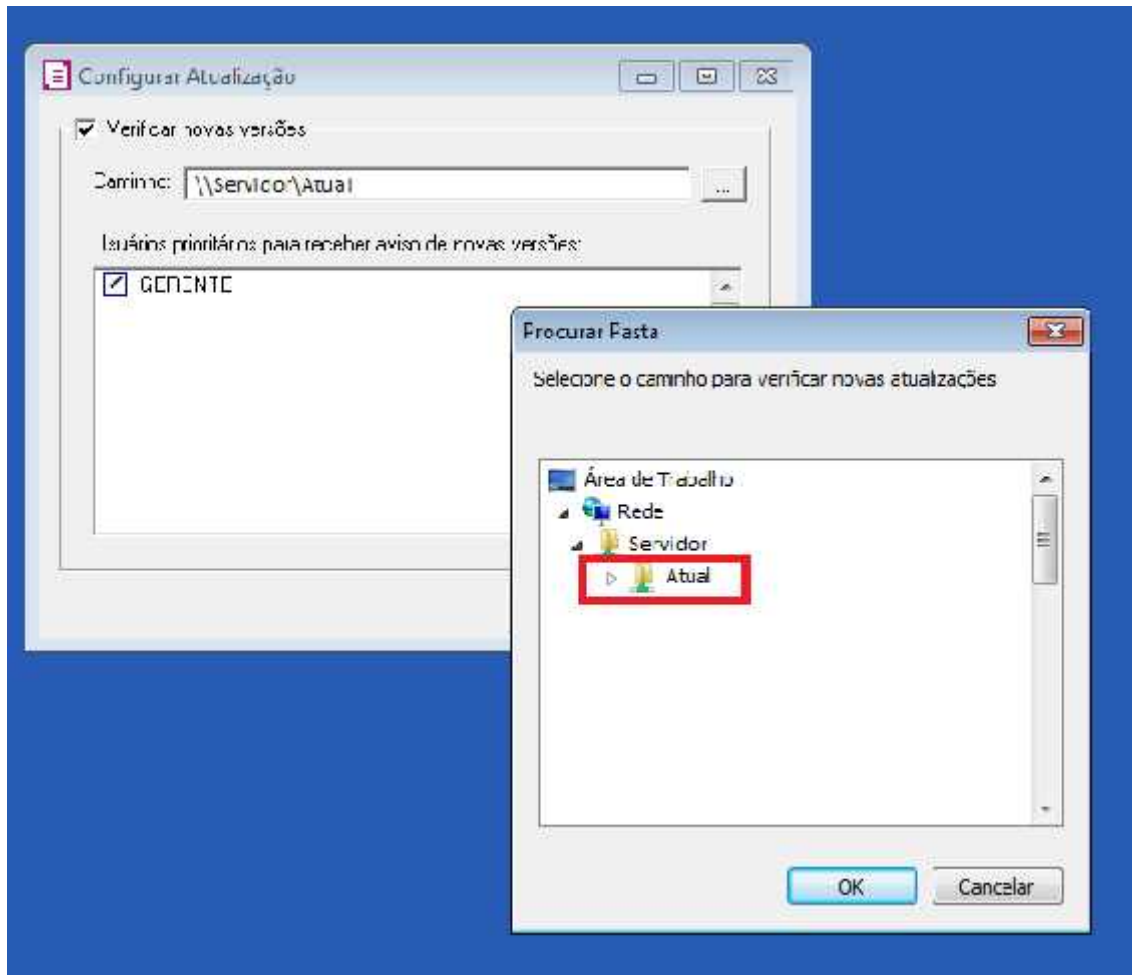 Configurar Atualização
Verificar novas versões
Caminho: \\Servidor\Atual
...
Usuários prioritários para receber aviso de novas versões:
GERENTE
Procurar Pasta
Selecione o caminho para verificar novas atualizações
Área de Trabalho
Rede
Servidor
Atual
OK
Cancelar